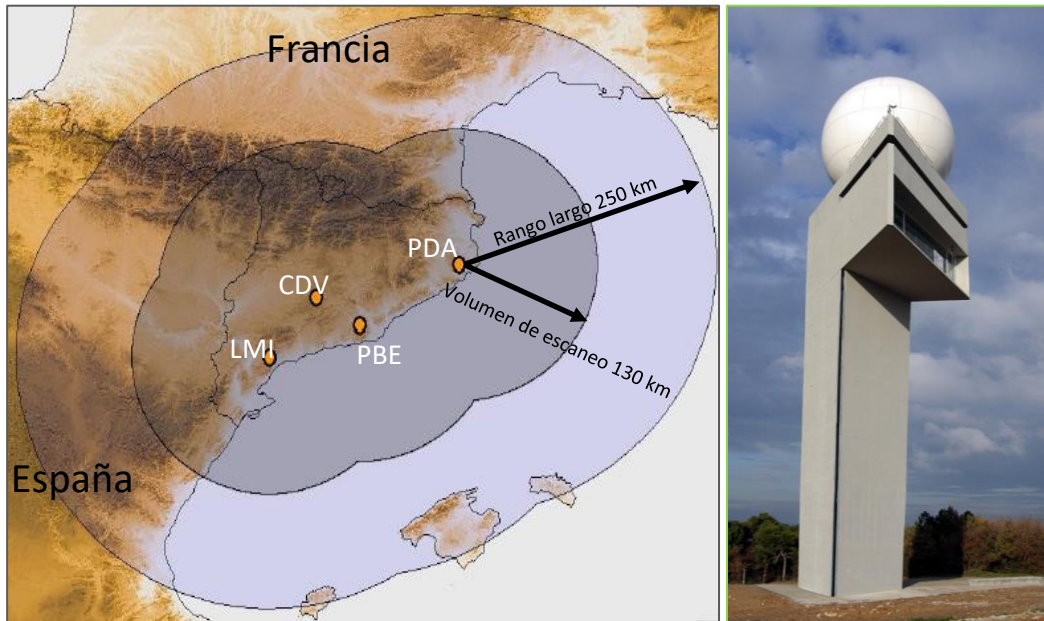 Francia
Rango largo 250 km
PDA
CDV
Volumen de escaneo 130 km
LMI
PBE
España